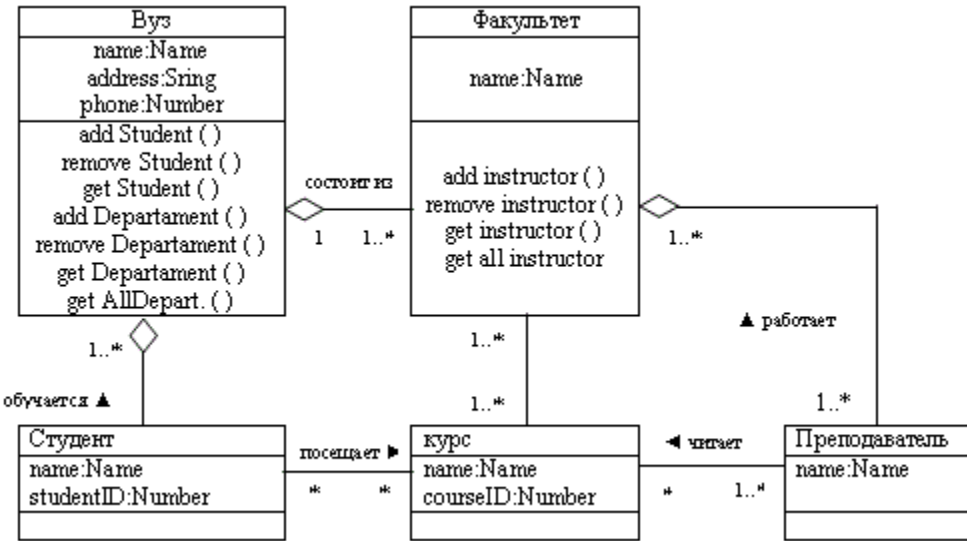 Вуз
name:Name
address:Sring
phone:Number
add Student ( )
remove Student ( )
get Student ( )
add Departament ( )
remove Departament ( )
get Departament ( )
get AllDepart. ( )
состоит из
1
1..*
Факультет
name:Name
add instructor ( )
remove instructor ( )
get instructor ( )
get all instructor
1..*
▲ работает
1..*
1..*
обучается ▲
1..*
1..*
Студент
name:Name
studentID:Number
посещает ►
*
*
курс
name:Name
courseID:Number
◄ читает
*
1..*
Преподаватель
name:Name